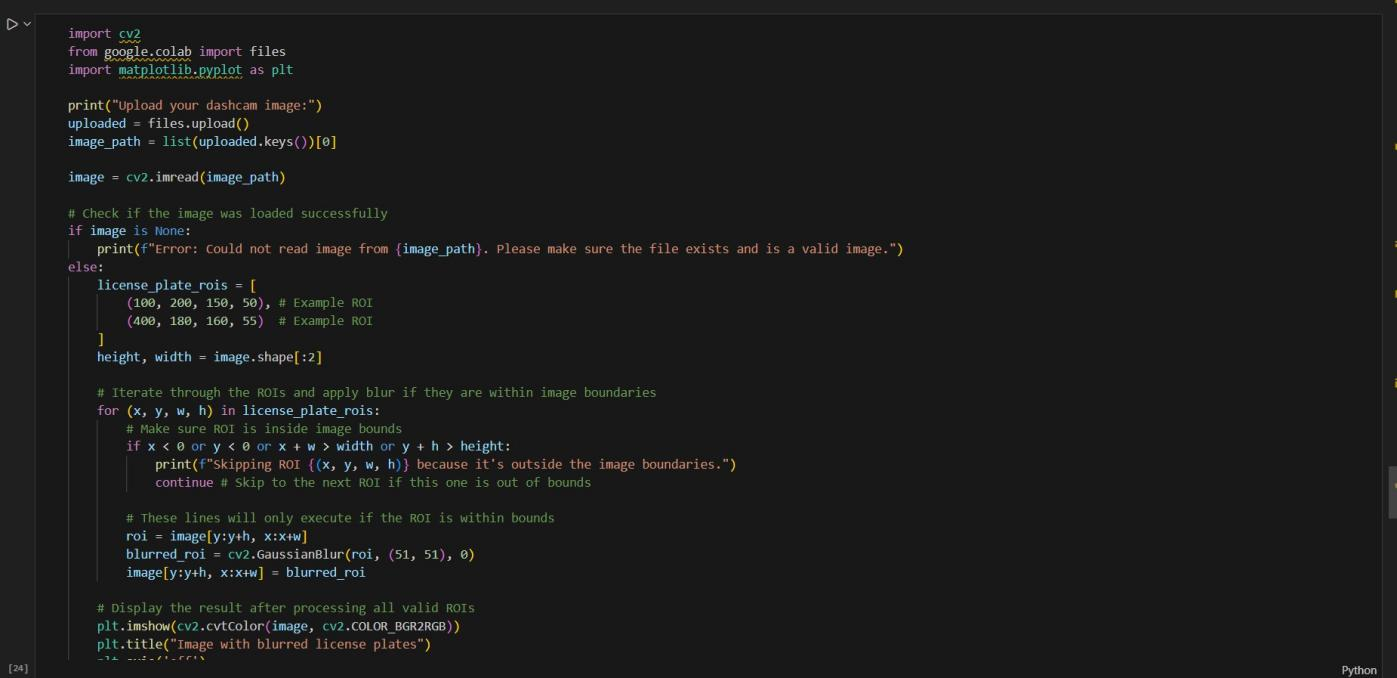 import cv2
from google.colab import files
import matplotlib.pyplot as plt
print("Upload your dashcam image:")
uploaded = files.upload()
image_path = list(uploaded.keys())[0]
image = cv2.imread(image_path)
# Check if the image was loaded successfully
if image is None:
    print(f"Error: Could not read image from {image_path}. Please make sure the file exists and is a valid image.")
else:
    license_plate_rois = [
        (100, 200, 150, 50), # Example ROI
        (400, 180, 160, 55)  # Example ROI
    ]
    height, width = image.shape[:2]
    # Iterate through the ROIs and apply blur if they are within image boundaries
    for (x, y, w, h) in license_plate_rois:
        # Make sure ROI is inside image bounds
        if x < 0 or y < 0 or x + w > width or y + h > height:
            print(f"Skipping ROI {(x, y, w, h)} because it's outside the image boundaries.")
            continue # Skip to the next ROI if this one is out of bounds
        # These lines will only execute if the ROI is within bounds
        roi = image[y:y+h, x:x+w]
        blurred_roi = cv2.GaussianBlur(roi, (51, 51), 0)
        image[y:y+h, x:x+w] = blurred_roi
    # Display the result after processing all valid ROIs
    plt.imshow(cv2.cvtColor(image, cv2.COLOR_BGR2RGB))
    plt.title("Image with blurred license plates")
[24]
Python